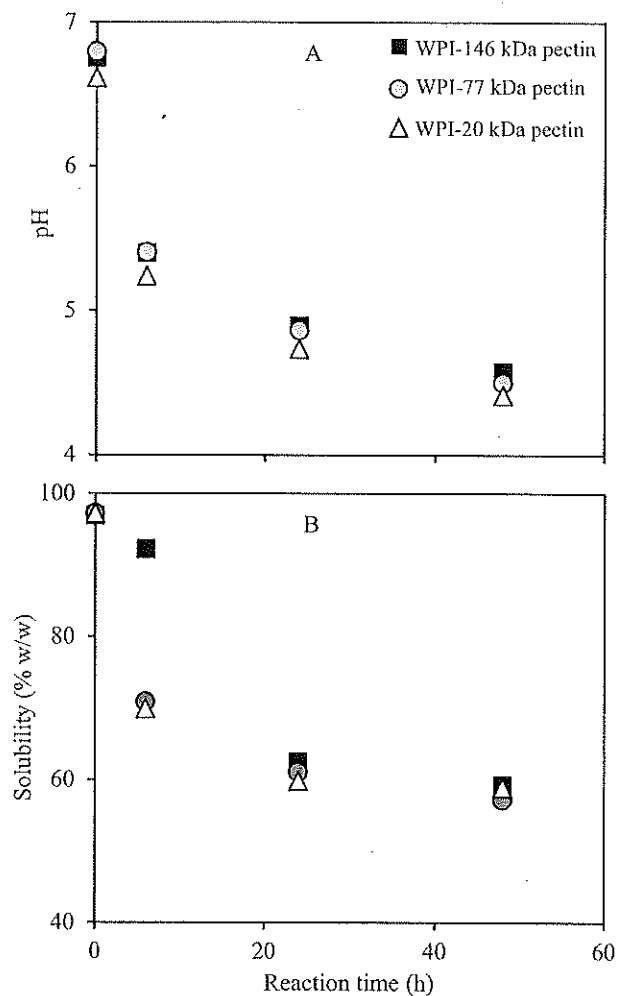 7
A
WPI-146 kDa pectin
WPI-77 kDa pectin
WPI-20 kDa pectin
6
pH
5
4
100
B
80
Solubility (% w/w)
60
40
0
20
40
60
Reaction time (h)